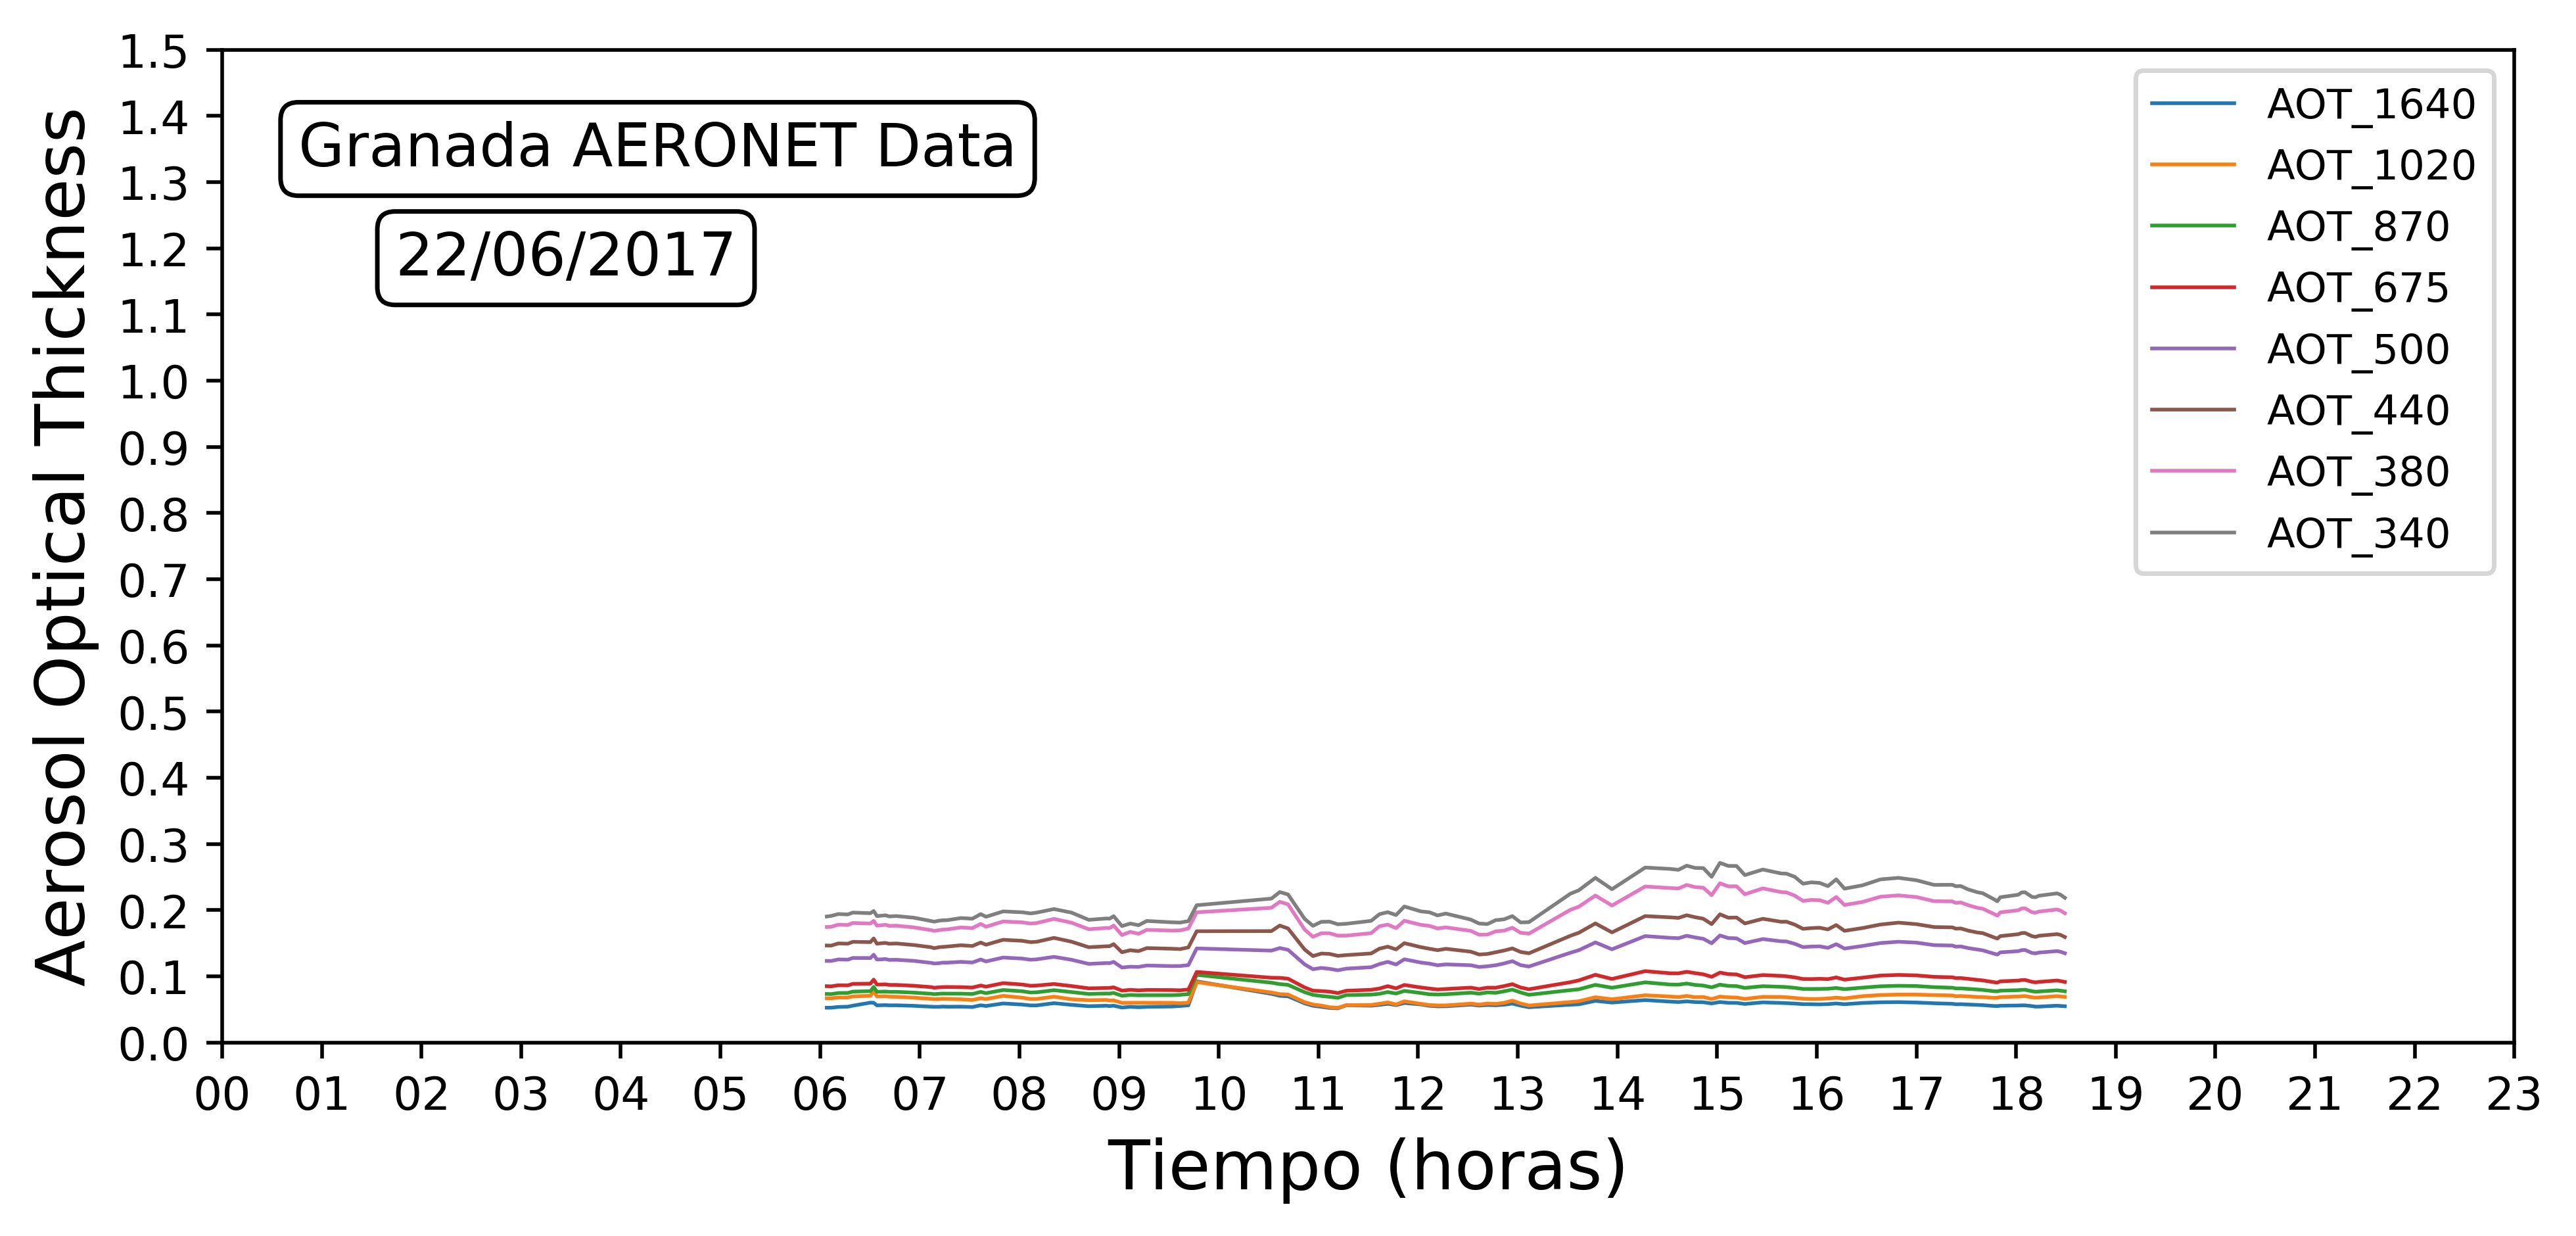 Granada AERONET Data
22/06/2017
AOT_1640
AOT_1020
AOT_870
AOT_675
AOT_500
AOT_440
AOT_380
AOT_340
Aerosol Optical Thickness
1.5
1.4
1.3
1.2
1.1
1.0
0.9
0.8
0.7
0.6
0.5
0.4
0.3
0.2
0.1
0.0
00 01 02 03 04 05 06 07 08 09 10 11 12 13 14 15 16 17 18 19 20 21 22 23
Tiempo (horas)